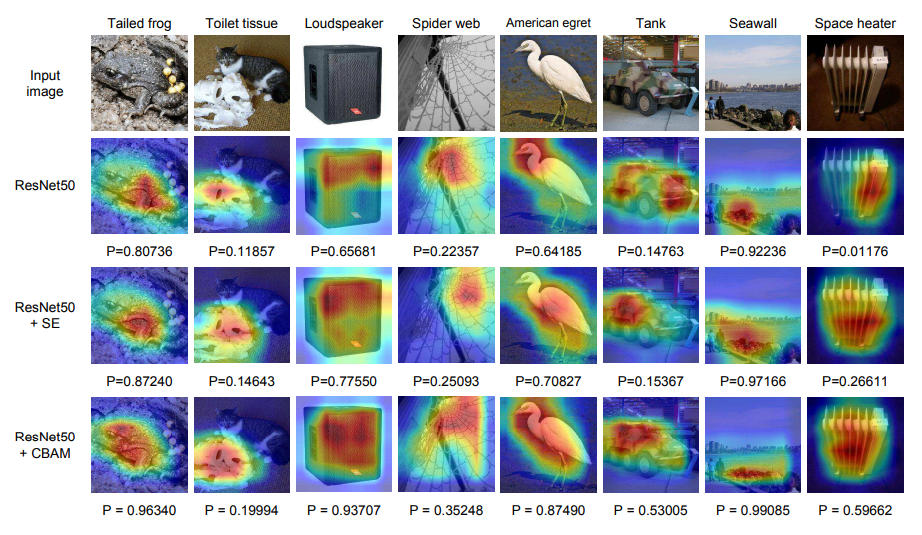 Tailed frog Toilet tissue Loudspeaker Spider web American egret Tank Seawall Space heater
Input
image
ResNet50
P=0.80736 P=0.11857 P=0.65681 P=0.22357 P=0.64185 P=0.14763 P=0.92236 P=0.01176
ResNet50
+ SE
P=0.87240 P=0.14643 P=0.77550 P=0.25093 P=0.70827 P=0.15367 P=0.97166 P=0.26611
ResNet50
+ CBAM
P = 0.96340 P = 0.19994 P = 0.93707 P = 0.35248 P = 0.87490 P = 0.53005 P = 0.99085 P = 0.59662